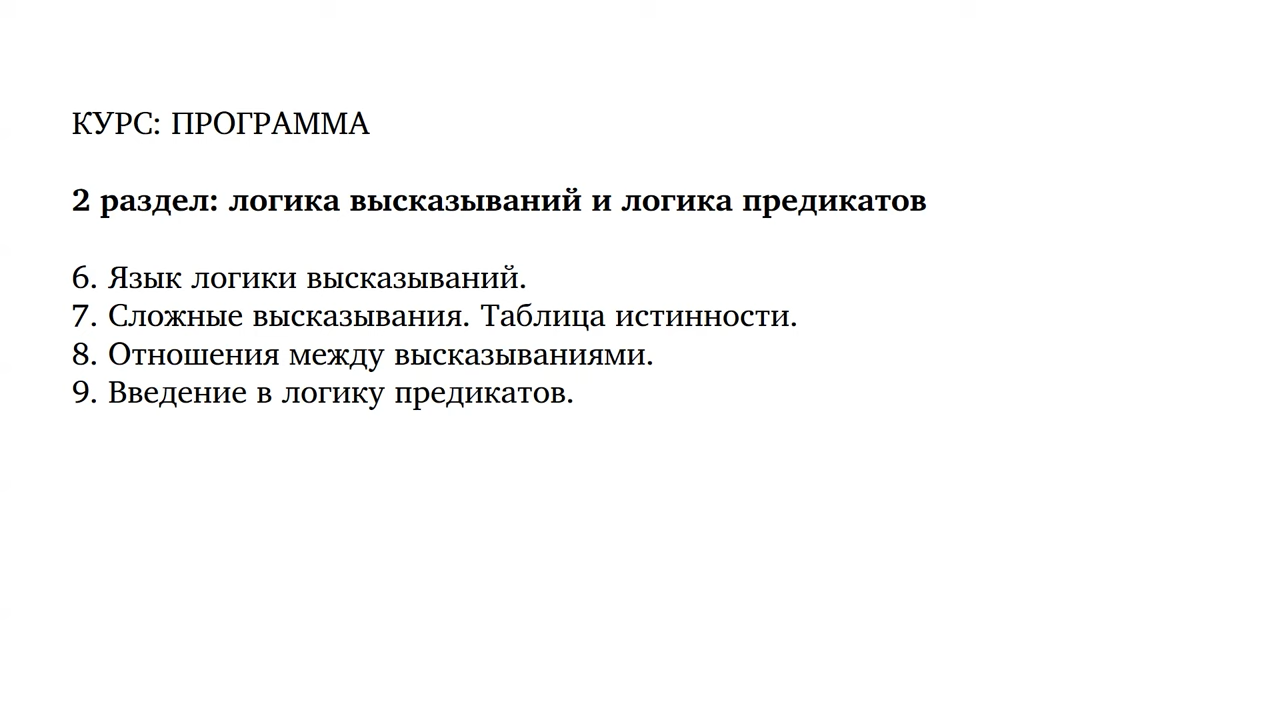 КУРС: ПРОГРАММА
2 раздел: логика высказываний и логика предикатов
6. Язык логики высказываний.
7. Сложные высказывания. Таблица истинности.
8. Отношения между высказываниями.
9. Введение в логику предикатов.